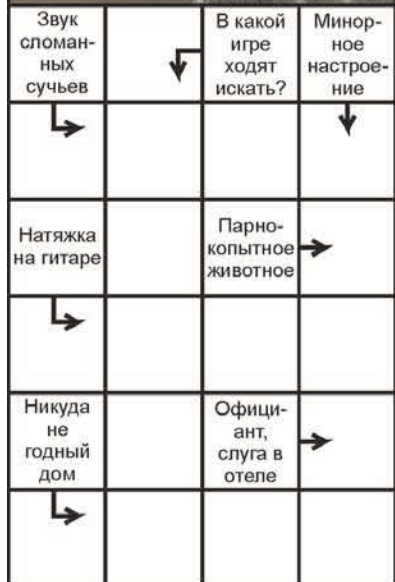 Звук
сломан-
ных
сучьев
В какой
игре
ходят
искать?
Минор-
ное
настрое-
ние
Натяжка
на гитаре
Парно-
копытное
животное
Никуда
не
годный
дом
Офици-
ант,
слуга в
отеле